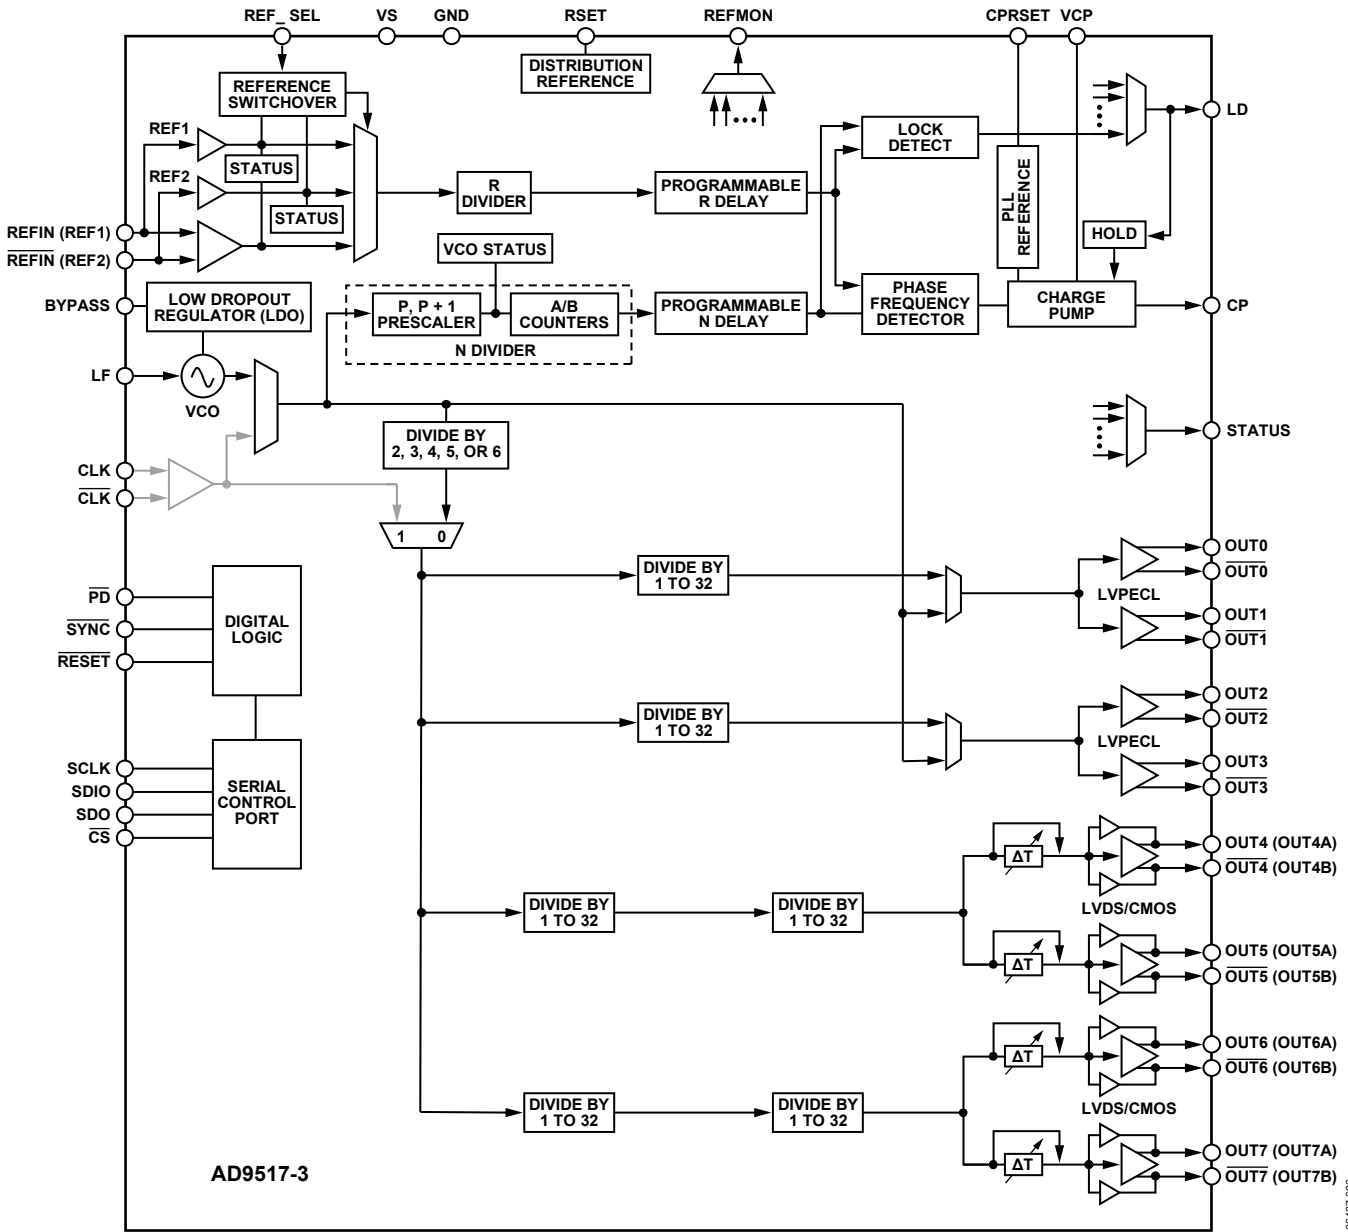 REF_ SEL
VS
GND
RSET
REFMON
CPRSET
VCP
DISTRIBUTION
REFERENCE
REFERENCE
SWITCHOVER
LD
REF1
STATUS
REF2
STATUS
LOCK
DETECT
R
DIVIDER
PROGRAMMABLE
R DELAY
PLL
REFERENCE
HOLD
REFIN (REF1)
REFIN (REF2)
VCO STATUS
BYPASS
LOW DROPOUT
REGULATOR (LDO)
P, P + 1
PRESCALER
A/B
COUNTERS
N DIVIDER
PROGRAMMABLE
N DELAY
PHASE
FREQUENCY
DETECTOR
CHARGE
PUMP
CP
LF
VCO
DIVIDE BY
2, 3, 4, 5, OR 6
STATUS
CLK
CLK
1 0
OUT0
OUT0
LVPECL
OUT1
OUT1
DIVIDE BY
1 TO 32
PD
SYNC
RESET
DIGITAL
LOGIC
OUT2
OUT2
LVPECL
OUT3
OUT3
DIVIDE BY
1 TO 32
SCLK
SDIO
SDO
CS
SERIAL
CONTROL
PORT
ΔT
OUT4 (OUT4A)
OUT4 (OUT4B)
LVDS/CMOS
DIVIDE BY
1 TO 32
DIVIDE BY
1 TO 32
ΔT
OUT5 (OUT5A)
OUT5 (OUT5B)
ΔT
OUT6 (OUT6A)
OUT6 (OUT6B)
LVDS/CMOS
DIVIDE BY
1 TO 32
DIVIDE BY
1 TO 32
ΔT
OUT7 (OUT7A)
OUT7 (OUT7B)
AD9517-3